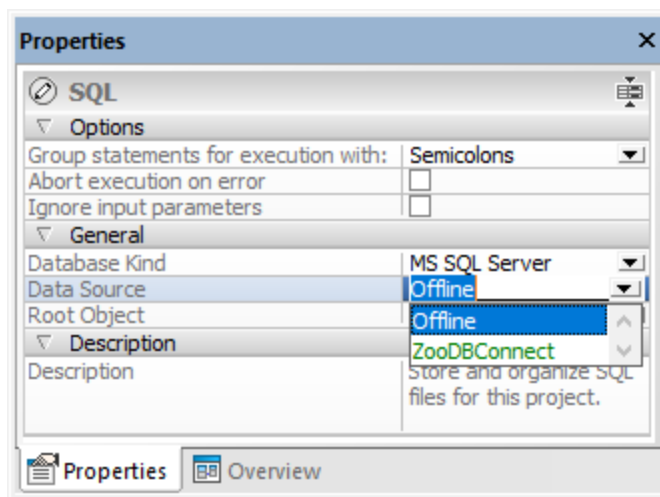 Properties
SQL
Options
Group statements for execution with: Semicolons
Abort execution on error
Ignore input parameters
General
Database Kind MS SQL Server
Data Source Offline
Root Object Offline
Description ZooDBConnect
Description Store and organize SQL
files for this project.
Properties Overview